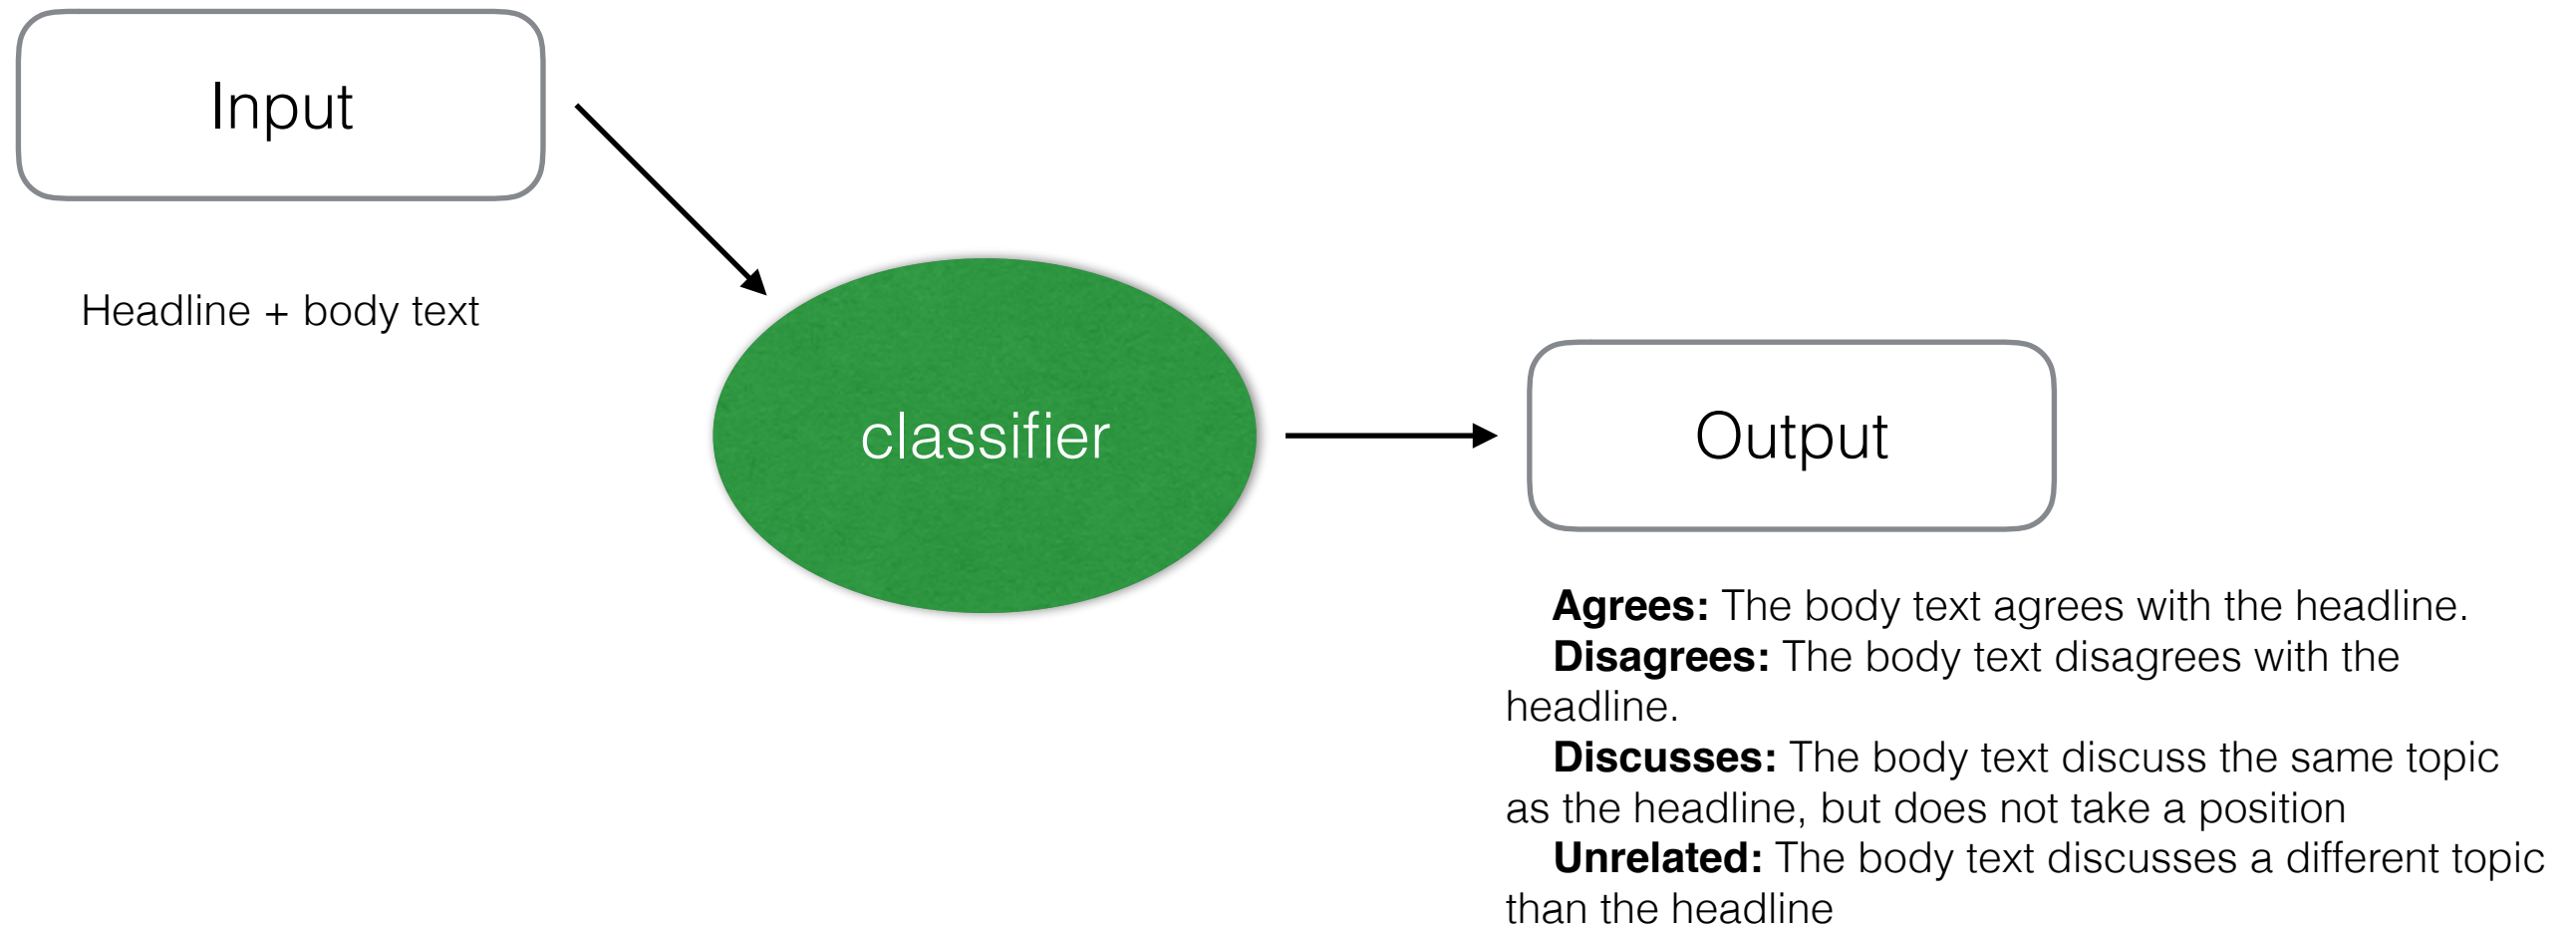 Input
Headline + body text
classifier
Output
Agrees: The body text agrees with the headline.
Disagrees: The body text disagrees with the
headline.
Discusses: The body text discuss the same topic
as the headline, but does not take a position
Unrelated: The body text discusses a different topic
than the headline